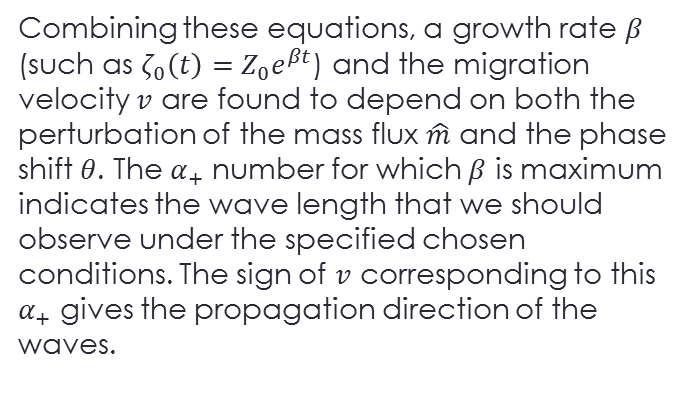 Combining these equations, a growth rate 𝛽
(such as 𝜁₀(t) = Z₀e^{𝛽t}) and the migration
velocity 𝑣 are found to depend on both the
perturbation of the mass flux m̂ and the phase
shift 𝜃. The 𝛼₊ number for which 𝛽 is maximum
indicates the wave length that we should
observe under the specified chosen
conditions. The sign of 𝑣 corresponding to this
𝛼₊ gives the propagation direction of the
waves.